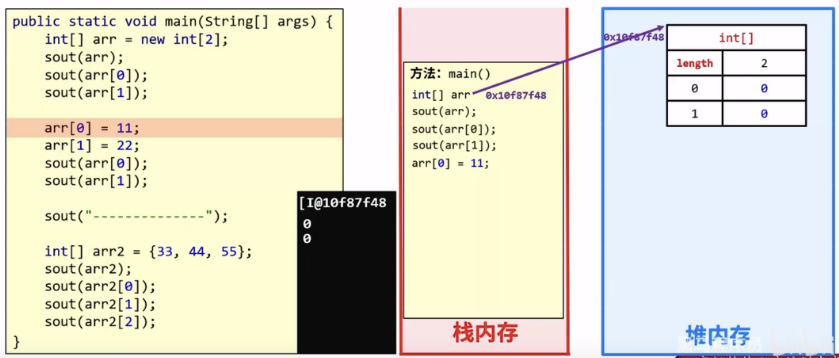 public static void main(String[] args) {
int[] arr = new int[2];
sout(arr);
sout(arr[0]);
sout(arr[1]);
arr[0] = 11;
arr[1] = 22;
sout(arr[0]);
sout(arr[1]);
sout("--------------");
int[] arr2 = {33, 44, 55};
sout(arr2);
sout(arr2[0]);
sout(arr2[1]);
sout(arr2[2]);
}
[I@10f87f48
0
0
方法: main()
int[] arr 0x10f87f48
sout(arr);
sout(arr[0]);
sout(arr[1]);
arr[0] = 11;
栈内存
0x10f87f48
int[]
length 2
0 0
1 0
堆内存